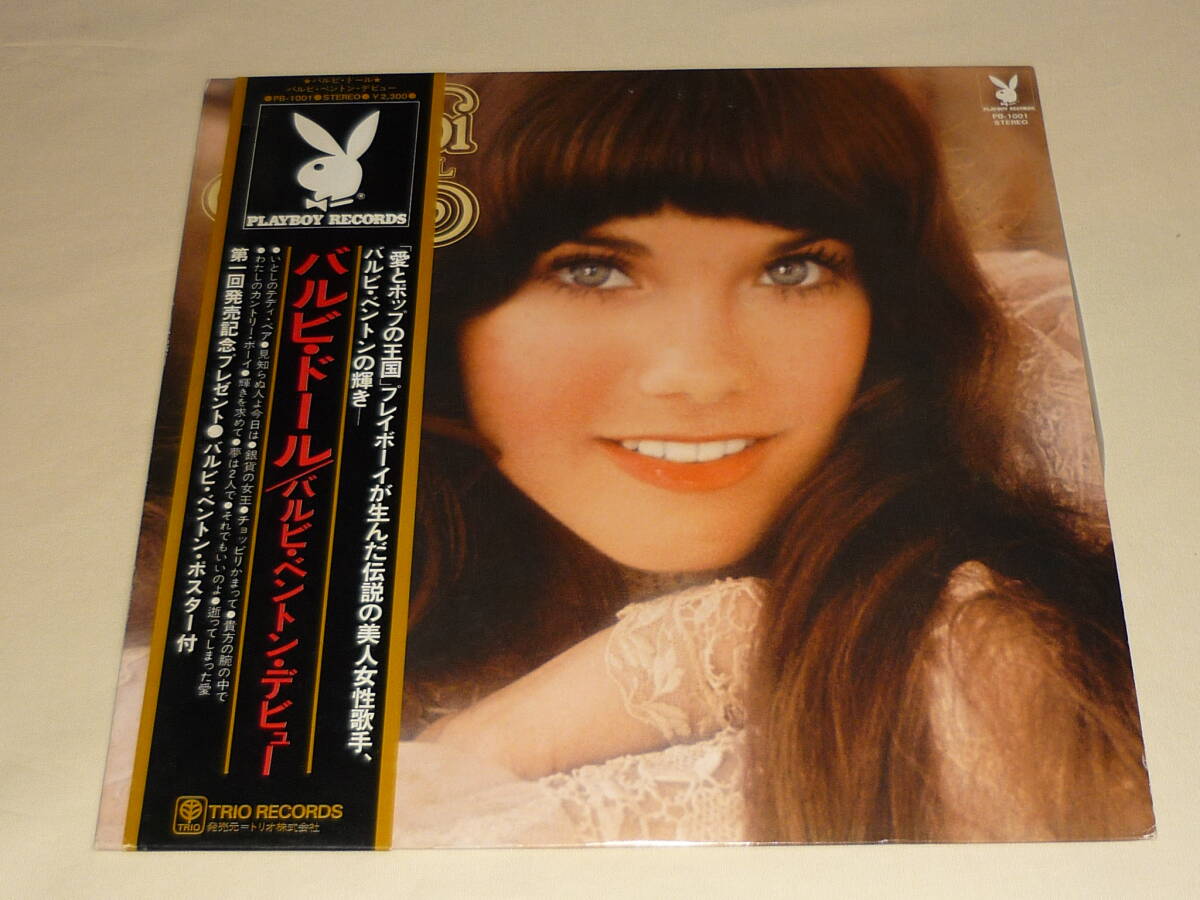 ★バルビ・ドール★
バルビ・ベントン・デビュー
●PB-1001●STEREO●￥2,300●
PLAYBOY RECORDS
®
「愛とポップの王国」プレイボーイが生んだ伝説の美人女性歌手、
バルビ・ベントンの輝き―
バルビ・ドール/バルビ・ベントン・デビュー
●いとしのテディ・ベア●見知らぬ人よ今日は●銀貨の女王●チョッピリかまって●貴方の腕の中で
●わたしのカントリー・ボーイ●輝きを求めて●夢は2人で●それでもいいのよ●逝ってしまった愛
第一回発売記念プレゼント●バルビ・ベントン・ポスター付
TRIO
TRIO RECORDS
発売元=トリオ株式会社
PLAYBOY RECORDS
PB-1001
STEREO